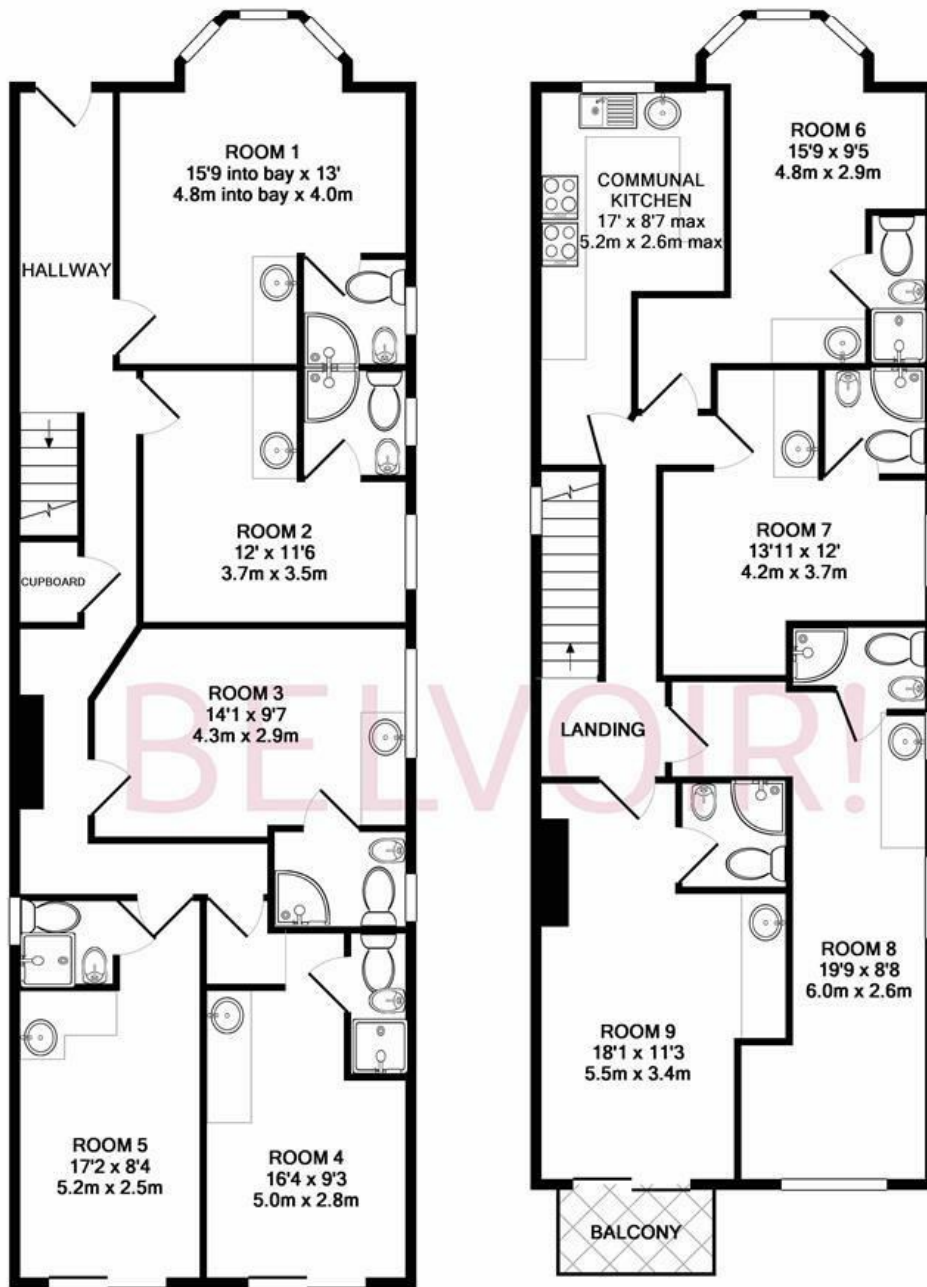 ROOM 1
15'9 into bay x 13'
4.8m into bay x 4.0m
HALLWAY
ROOM 2
12' x 11'6
3.7m x 3.5m
CUPBOARD
ROOM 3
14'1 x 9'7
4.3m x 2.9m
ROOM 5
17'2 x 8'4
5.2m x 2.5m
ROOM 4
16'4 x 9'3
5.0m x 2.8m
COMMUNAL
KITCHEN
17' x 8'7 max
5.2m x 2.6m max
ROOM 6
15'9 x 9'5
4.8m x 2.9m
ROOM 7
13'11 x 12'
4.2m x 3.7m
LANDING
ROOM 8
19'9 x 8'8
6.0m x 2.6m
ROOM 9
18'1 x 11'3
5.5m x 3.4m
BALCONY
BELVOIR!